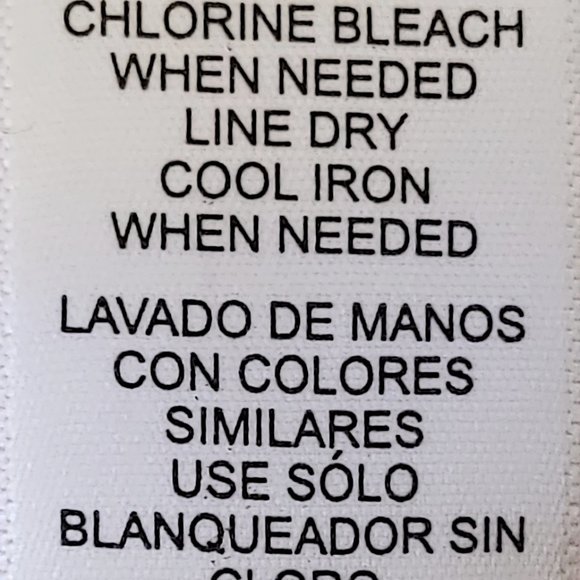 CHLORINE BLEACH
WHEN NEEDED
LINE DRY
COOL IRON
WHEN NEEDED
LAVADO DE MANOS
CON COLORES
SIMILARES
USE SÓLO
BLANQUEADOR SIN
CLORO